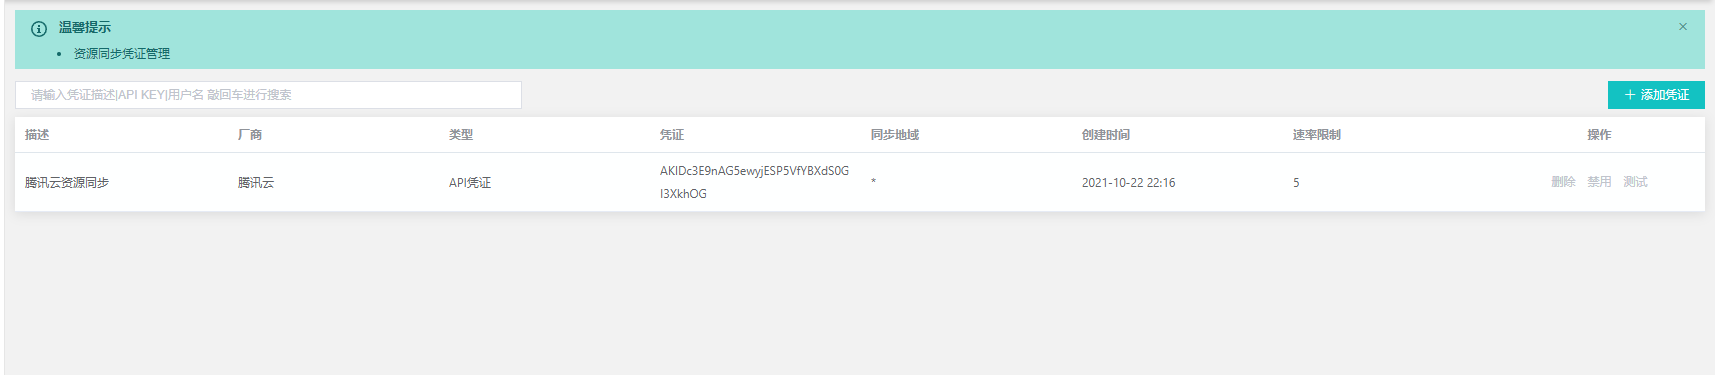 温馨提示
资源同步凭证管理
请输入凭证描述|API KEY|用户名 敲回车进行搜索
+ 添加凭证
描述 厂商 类型 凭证 同步地域 创建时间 速率限制 操作
腾讯云资源同步 腾讯云 API凭证 AKIDc3E9nAG5ewyjESP5VfYBXdS0G * 2021-10-22 22:16 5 删除 禁用 测试
I3XkhOG